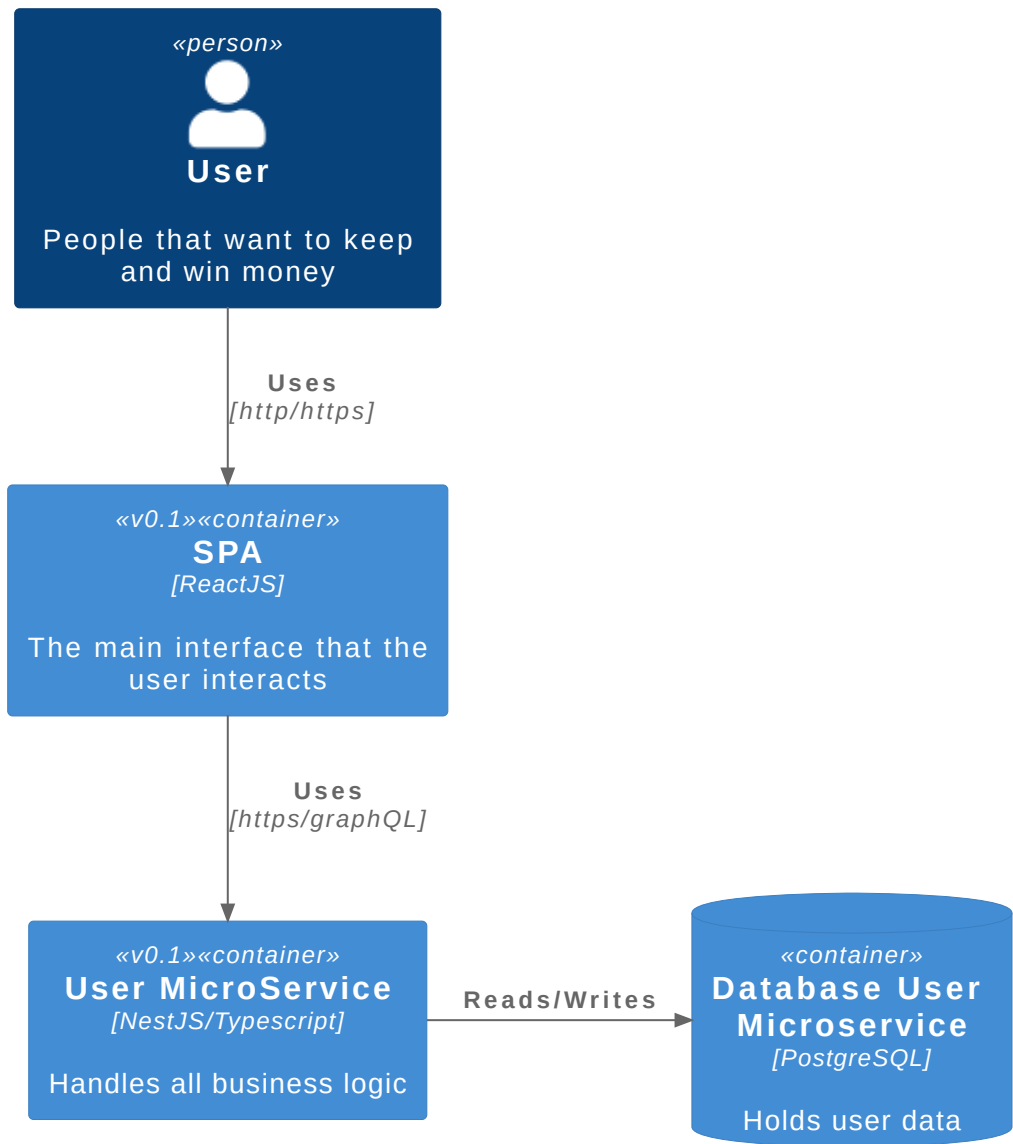 «person»
User
People that want to keep
and win money
Uses
[http/https]
«v0.1»«container»
SPA
[ReactJS]
The main interface that the
user interacts
Uses
[https/graphQL]
«v0.1»«container»
User MicroService
[NestJS/Typescript]
Handles all business logic
Reads/Writes
«container»
Database User
Microservice
[PostgreSQL]
Holds user data